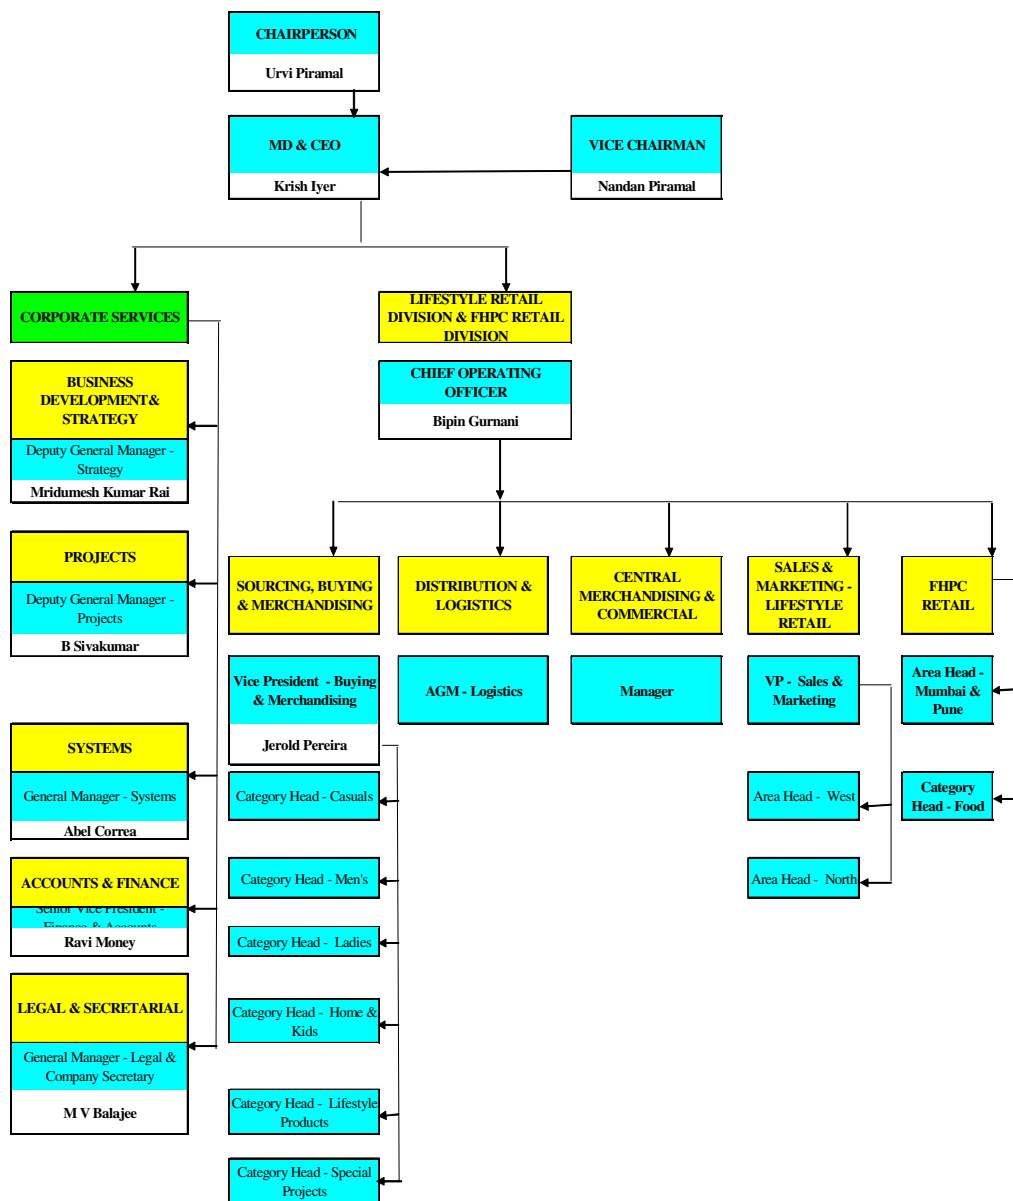 CHAIRPERSON
Urvi Piramal
MD & CEO
Krish Iyer
VICE CHAIRMAN
Nandan Piramal
CORPORATE SERVICES
LIFESTYLE RETAIL
DIVISION & FHPC RETAIL
DIVISION
CHIEF OPERATING
OFFICER
Bipin Gurnani
BUSINESS
DEVELOPMENT &
STRATEGY
Deputy General Manager -
Strategy
Mridumesh Kumar Rai
PROJECTS
Deputy General Manager -
Projects
B Sivakumar
SYSTEMS
General Manager - Systems
Abel Correa
ACCOUNTS & FINANCE
Senior Vice President -
Finance & Accounts
Ravi Money
LEGAL & SECRETARIAL
General Manager - Legal &
Company Secretary
M V Balajee
SOURCING, BUYING
& MERCHANDISING
Vice President - Buying
& Merchandising
Jerold Pereira
Category Head - Casuals
Category Head - Men's
Category Head - Ladies
Category Head - Home &
Kids
Category Head - Lifestyle
Products
Category Head - Special
Projects
DISTRIBUTION &
LOGISTICS
AGM - Logistics
CENTRAL
MERCHANDISING &
COMMERCIAL
Manager
SALES &
MARKETING -
LIFESTYLE
RETAIL
VP - Sales &
Marketing
Area Head - West
Area Head - North
FHPC
RETAIL
Area Head -
Mumbai &
Pune
Category
Head - Food